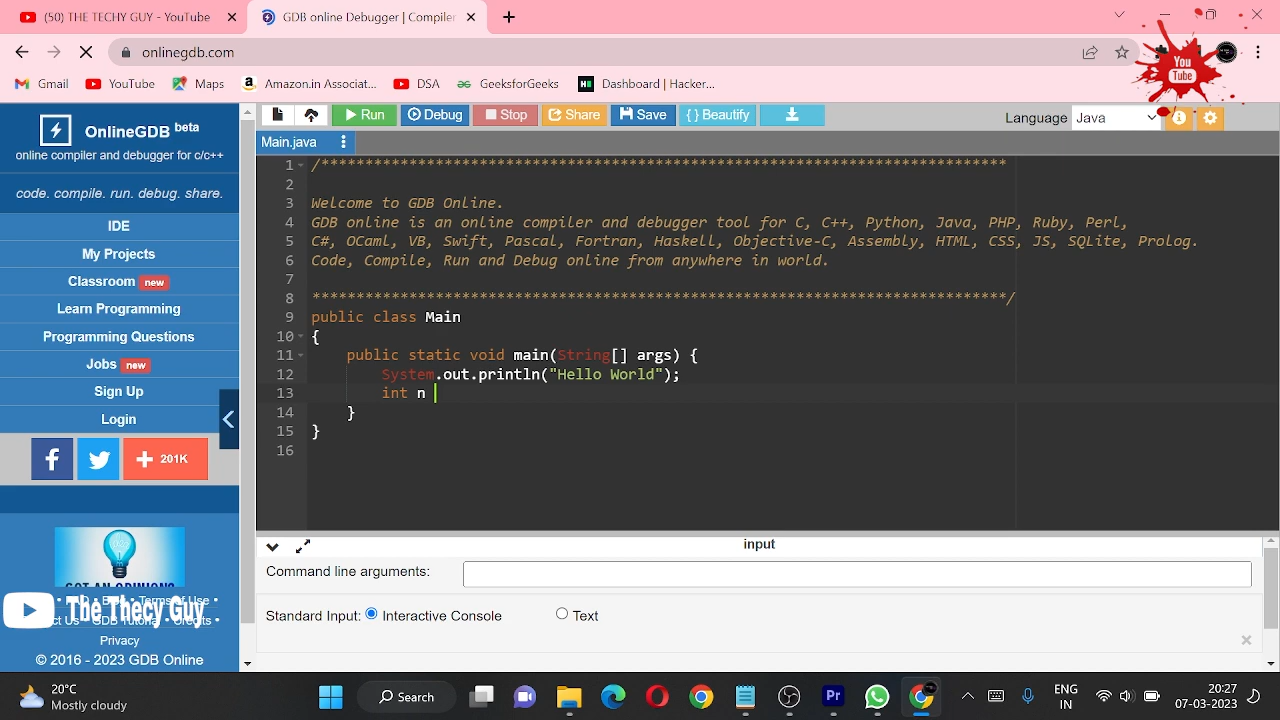 (50) THE TECHY GUY - YouTube
GDB online Debugger | Compiler
onlinegdb.com
Gmail
YouTube
Maps
Amazon.in Associat...
DSA
GeeksforGeeks
Dashboard | Hacker...
You
Tube
OnlineGDB beta
online compiler and debugger for c/c++
code. compile. run. debug. share.
IDE
My Projects
Classroom new
Learn Programming
Programming Questions
Jobs new
Sign Up
Login
201K
The Thecy Guy
Privacy
© 2016 - 2023 GDB Online
Run Debug Stop Share Save { } Beautify
Language Java
Main.java
1 /******************************************************************************
2
3 Welcome to GDB Online.
4 GDB online is an online compiler and debugger tool for C, C++, Python, Java, PHP, Ruby, Perl,
5 C#, OCaml, VB, Swift, Pascal, Fortran, Haskell, Objective-C, Assembly, HTML, CSS, JS, SQLite, Prolog.
6 Code, Compile, Run and Debug online from anywhere in world.
7
8 *******************************************************************************/
9 public class Main
10 {
11 public static void main(String[] args) {
12 System.out.println("Hello World");
13 int n
14 }
15 }
16
input
Command line arguments:
Standard Input: Interactive Console Text
20°C
Mostly cloudy
Search
Pr
ENG
IN
20:27
07-03-2023